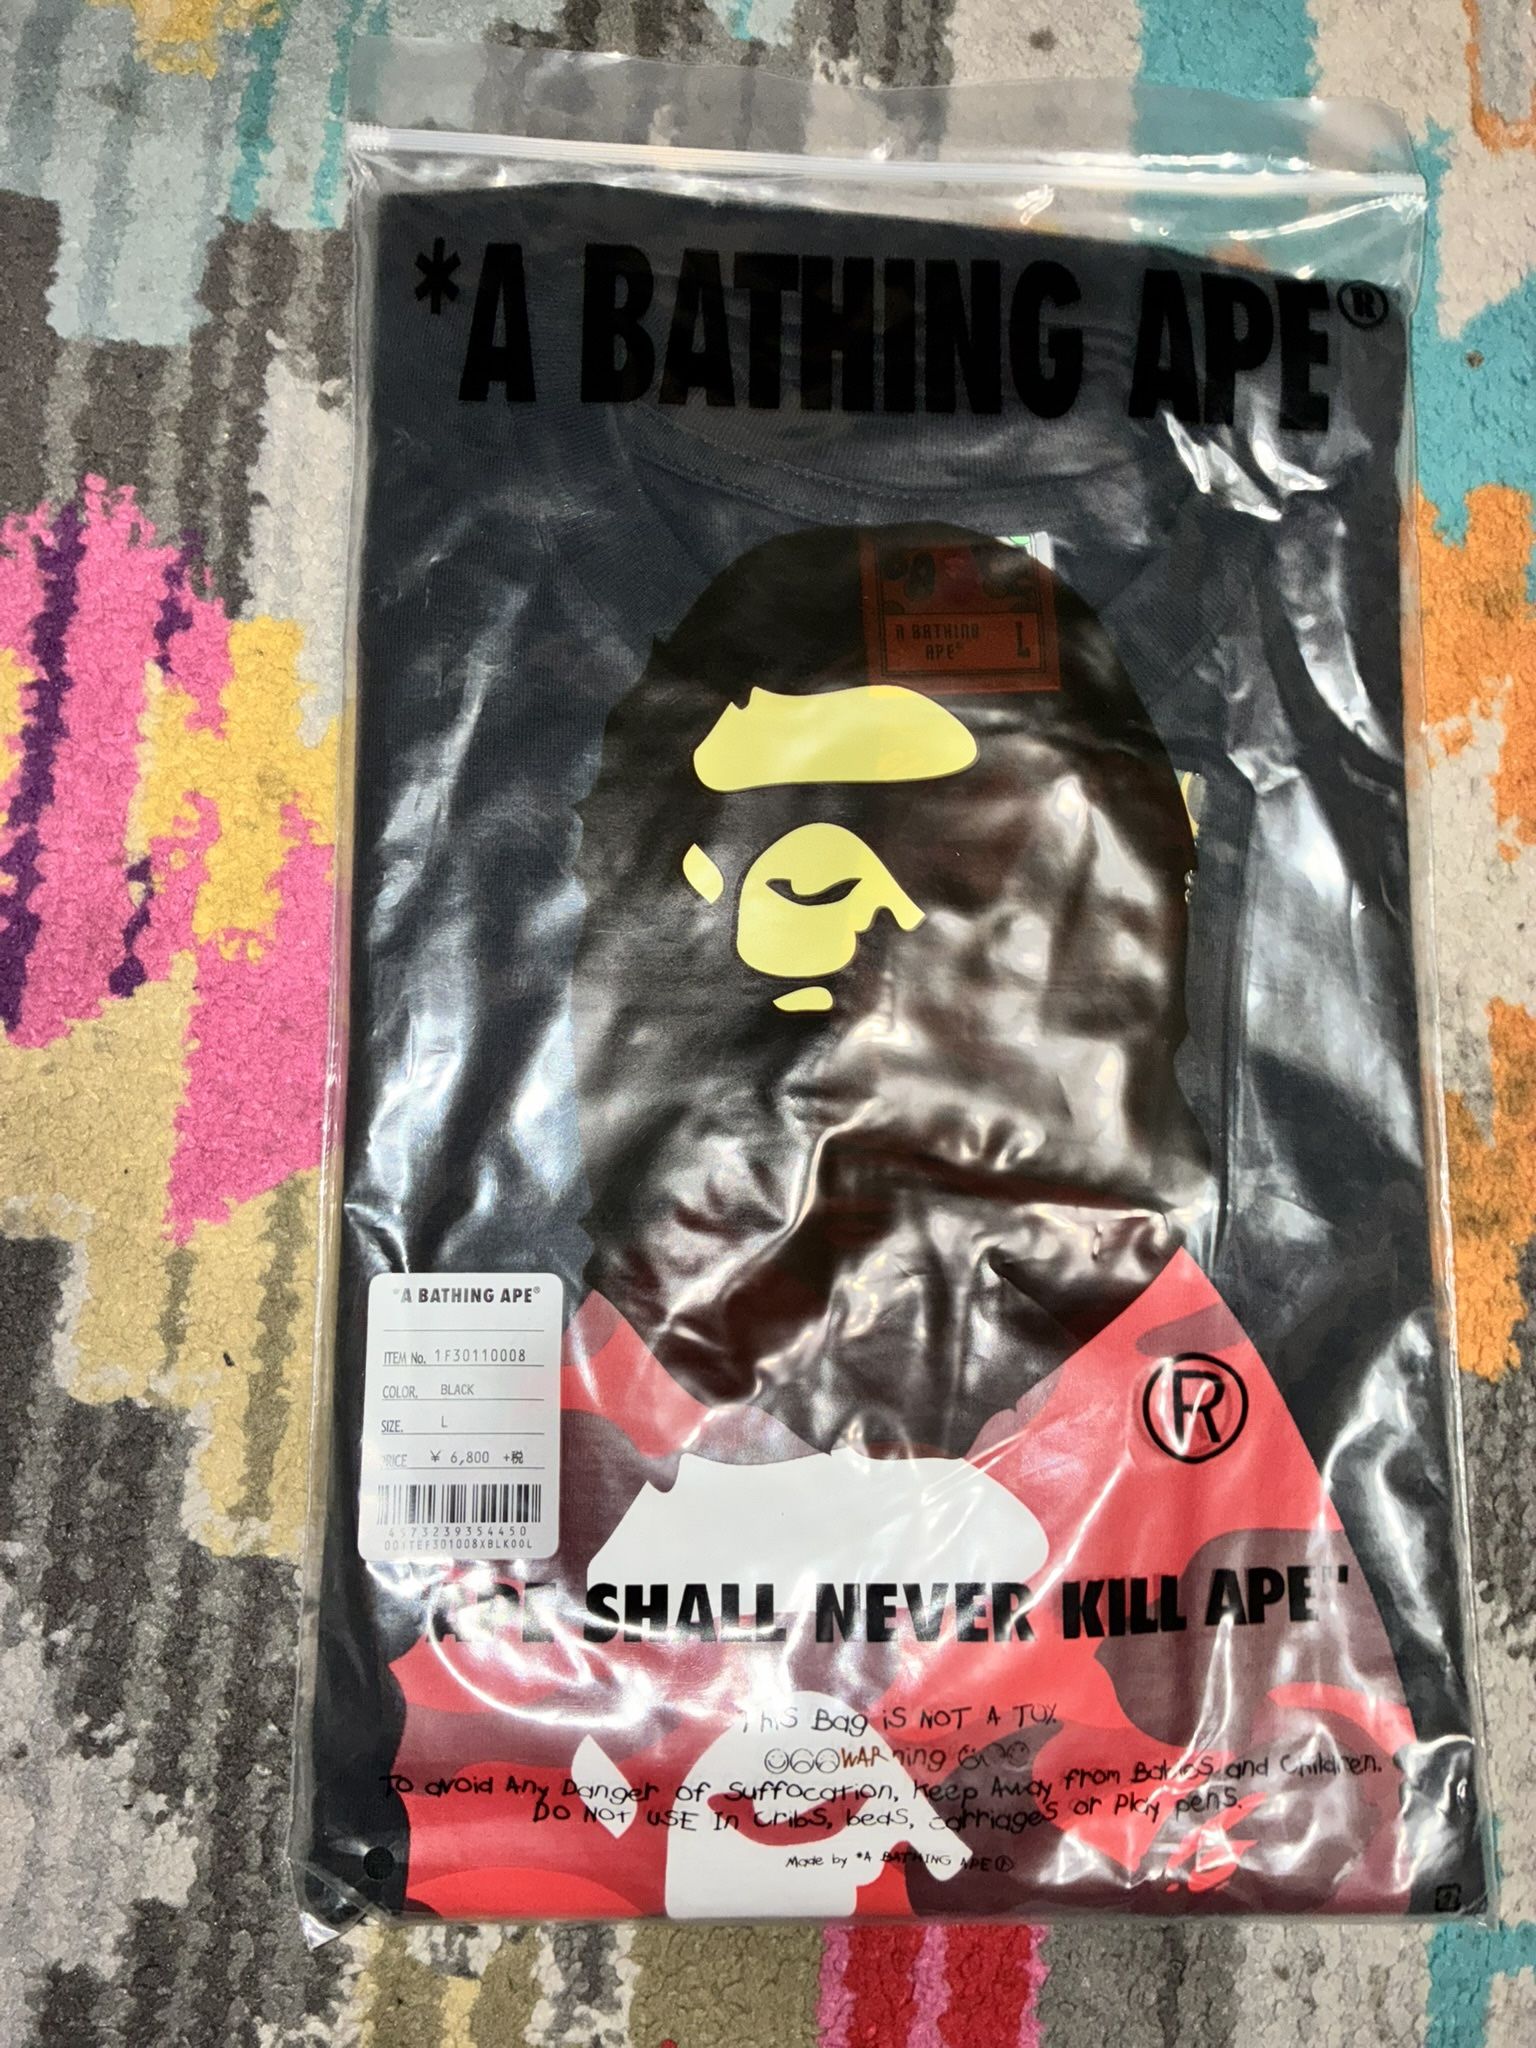 *A BATHING APE®
A BATHING
APE®
L
*A BATHING APE®
ITEM No. 1F30110008
COLOR. BLACK
SIZE. L
PRICE ¥ 6,800 +税
4573239354450
001TEF301008XBLK00L
®
APE SHALL NEVER KILL APE"
THIS Bag iS NOT A TOY.
WARning
To avoid Any Danger of Suffocation, Keep Away from Babies and Children.
DO NOT USE In Cribs, beds, carriages or Play pens.
Made by *A BATHING APE®